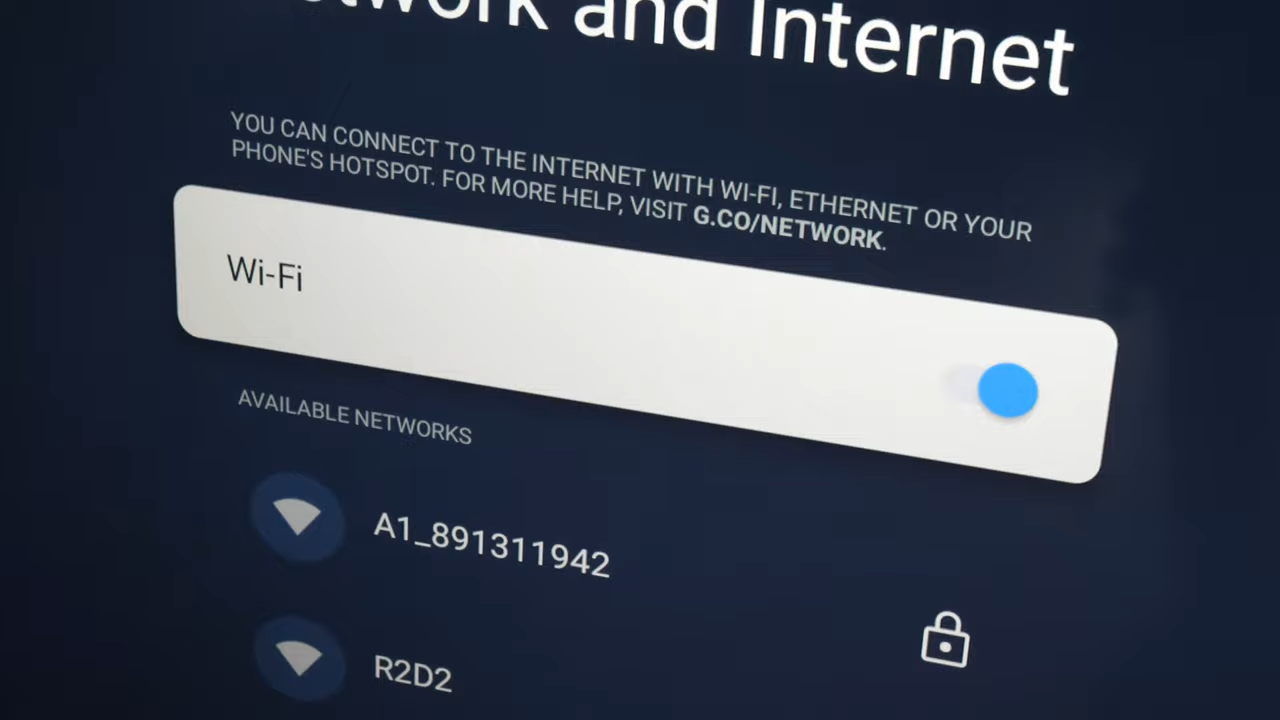 and Internet
YOU CAN CONNECT TO THE INTERNET WITH WI-FI, ETHERNET OR YOUR
PHONE'S HOTSPOT. FOR MORE HELP, VISIT G.CO/NETWORK.
Wi-Fi
AVAILABLE NETWORKS
A1_891311942
R2D2